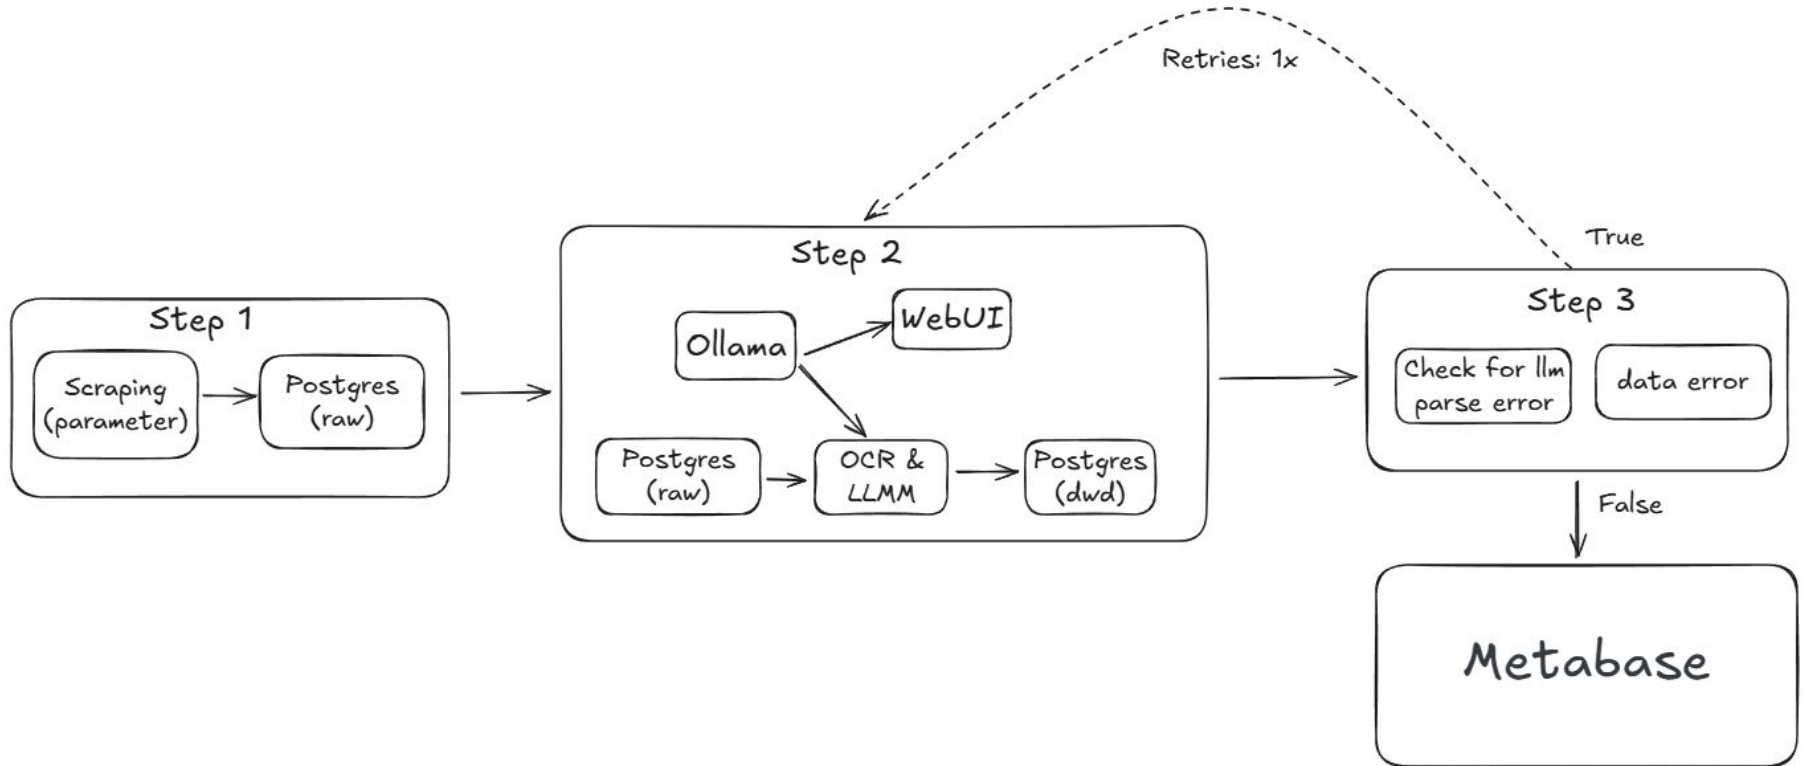 Retries: 1x
True
Step 1
Scraping
(parameter)
Postgres
(raw)
Step 2
Ollama
WebUI
Postgres
(raw)
OCR &
LLMM
Postgres
(dwd)
Step 3
Check for llm
parse error
data error
False
Metabase